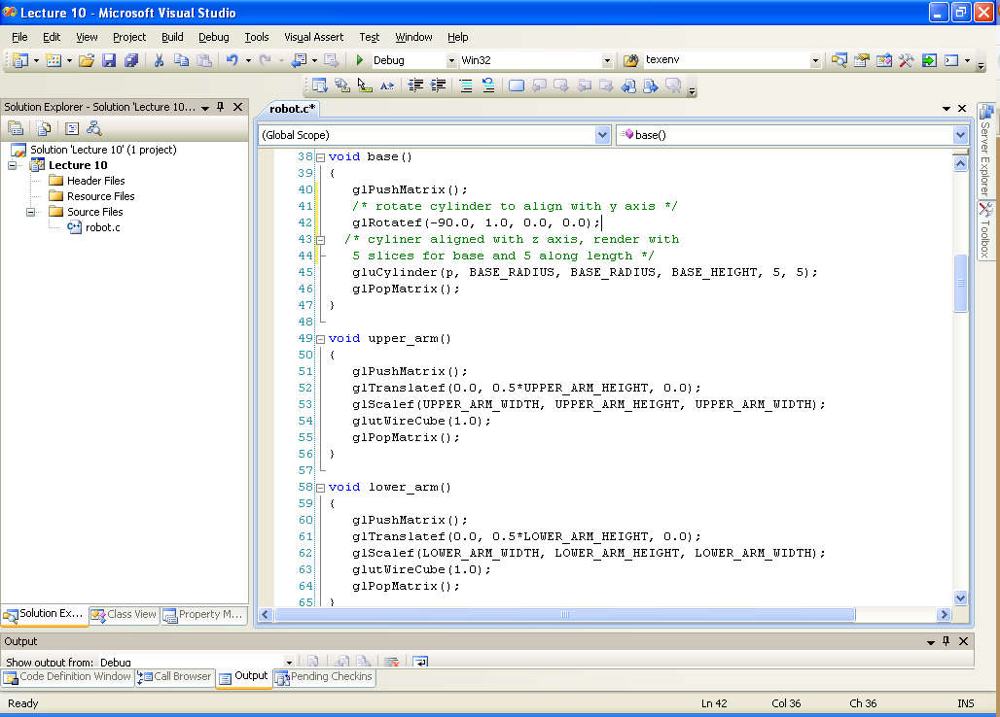 Lecture 10 - Microsoft Visual Studio
File Edit View Project Build Debug Tools Visual Assert Test Window Help
Debug Win32 texenv
Solution Explorer - Solution 'Lecture 10...
robot.c*
(Global Scope) base()
Solution 'Lecture 10' (1 project)
Lecture 10
Header Files
Resource Files
Source Files
robot.c
38 void base()
39 {
40 glPushMatrix();
41 /* rotate cylinder to align with y axis */
42 glRotatef(-90.0, 1.0, 0.0, 0.0);
43 /* cyliner aligned with z axis, render with
44 5 slices for base and 5 along length */
45 gluCylinder(p, BASE_RADIUS, BASE_RADIUS, BASE_HEIGHT, 5, 5);
46 glPopMatrix();
47 }
48
49 void upper_arm()
50 {
51 glPushMatrix();
52 glTranslatef(0.0, 0.5*UPPER_ARM_HEIGHT, 0.0);
53 glScalef(UPPER_ARM_WIDTH, UPPER_ARM_HEIGHT, UPPER_ARM_WIDTH);
54 glutWireCube(1.0);
55 glPopMatrix();
56 }
57
58 void lower_arm()
59 {
60 glPushMatrix();
61 glTranslatef(0.0, 0.5*LOWER_ARM_HEIGHT, 0.0);
62 glScalef(LOWER_ARM_WIDTH, LOWER_ARM_HEIGHT, LOWER_ARM_WIDTH);
63 glutWireCube(1.0);
64 glPopMatrix();
65 }
Server Explorer
Toolbox
Solution Ex... Class View Property M...
Output
Show output from: Debug
Code Definition Window Call Browser Output Pending Checkins
Ready Ln 42 Col 36 Ch 36 INS